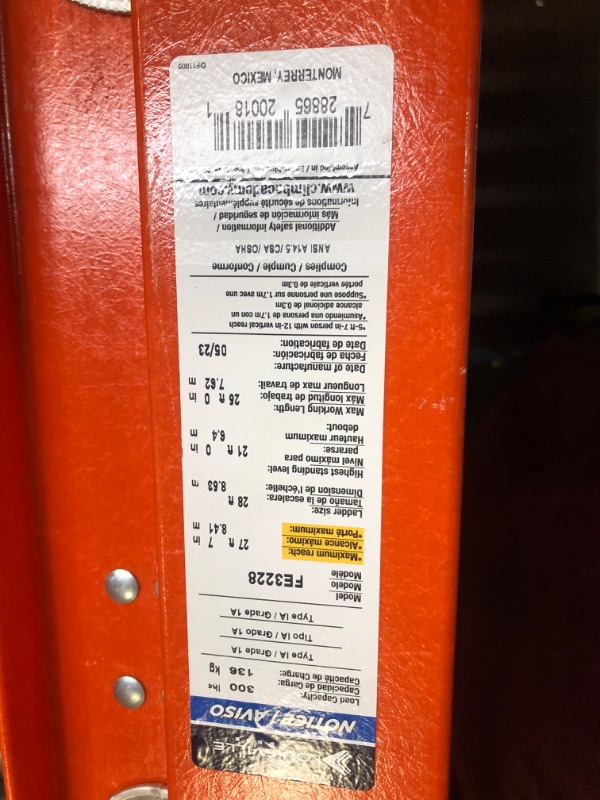 LOUISVILLE
NOTICE / AVISO
Load Capacity:
Capacidad de Carga: 300 lbs
Capacité de Charge: 136 kg
Type IA / Grade 1A
Tipo IA / Grado 1A
Type IA / Grade 1A
Model
Modelo FE3228
Modèle
*Maximum reach:
*Alcance máximo: 27 ft 7 in
*Porté maximum: 8.41 m
Ladder size:
Tamaño de la escalera: 28 ft
Dimension de l'échelle: 8.53 m
Highest standing level:
Nivel máximo para
pararse: 21 ft 0 in
Hauteur maximum 6.4 m
debout:
Max Working Length:
Máx longitud de trabajo: 25 ft 0 in
Longueur max de travail: 7.62 m
Date of manufacture:
Fecha de fabricación: 05/23
Date de fabrication:
*5-ft-7 in person with 12-in vertical reach
*Asumiendo una persona de 1.7m con un
alcance adicional de 0.3m
*Suppose une personne sur 1.7m avec une
portée verticale de 0.3m
Complies / Cumple / Conforme
ANSI A14.5 /CSA /OSHA
Additional safety information /
Más información de seguridad /
Informations de sécurité supplémentaires
www.climbacademy.com
Assembled in /
7 28865 20018 1
MONTERREY, MEXICO